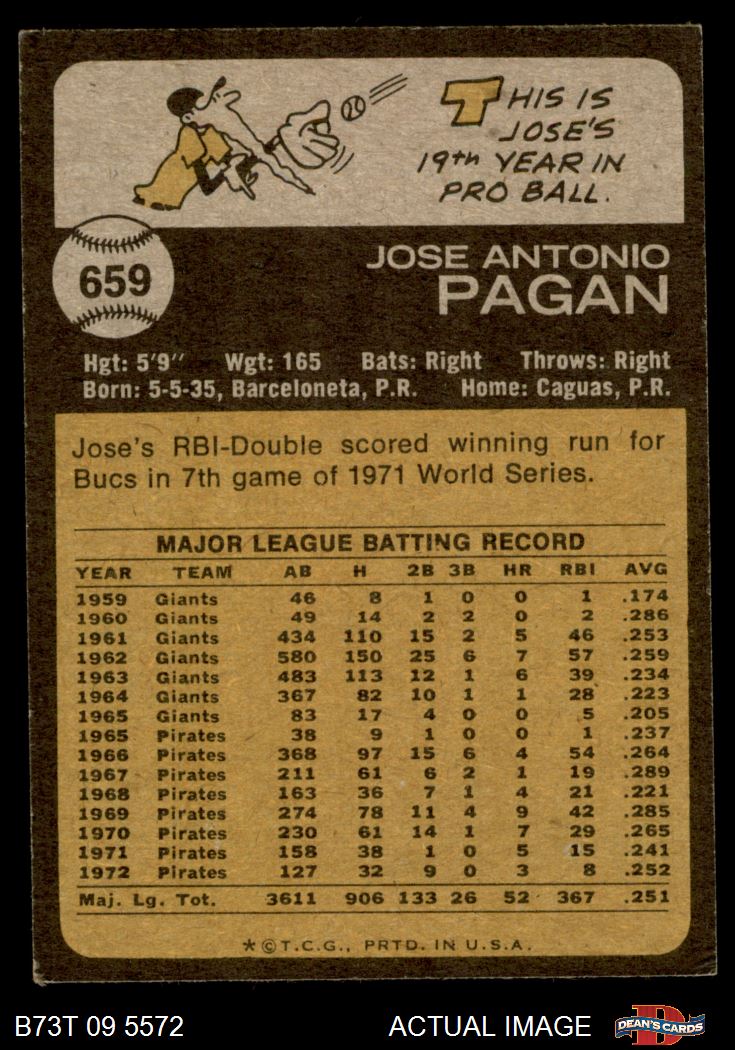 THIS IS
JOSE'S
19th YEAR IN
PRO BALL.
659
JOSE ANTONIO
PAGAN
Hgt: 5'9" Wgt: 165 Bats: Right Throws: Right
Born: 5-5-35, Barceloneta, P.R. Home: Caguas, P.R.
Jose's RBI-Double scored winning run for
Bucs in 7th game of 1971 World Series.
MAJOR LEAGUE BATTING RECORD
YEAR TEAM AB H 2B 3B HR RBI AVG
1959 Giants 46 8 1 0 0 1 .174
1960 Giants 49 14 2 2 0 2 .286
1961 Giants 434 110 15 2 5 46 .253
1962 Giants 580 150 25 6 7 57 .259
1963 Giants 483 113 12 1 6 39 .234
1964 Giants 367 82 10 1 1 28 .223
1965 Giants 83 17 4 0 0 5 .205
1965 Pirates 38 9 1 0 0 1 .237
1966 Pirates 368 97 15 6 4 54 .264
1967 Pirates 211 61 6 2 1 19 .289
1968 Pirates 163 36 7 1 4 21 .221
1969 Pirates 274 78 11 4 9 42 .285
1970 Pirates 230 61 14 1 7 29 .265
1971 Pirates 158 38 1 0 5 15 .241
1972 Pirates 127 32 9 0 3 8 .252
Maj. Lg. Tot. 3611 906 133 26 52 367 .251
*©T.C.G., PRTD. IN U.S.A.
B73T 09 5572 ACTUAL IMAGE D DEAN'S CARDS